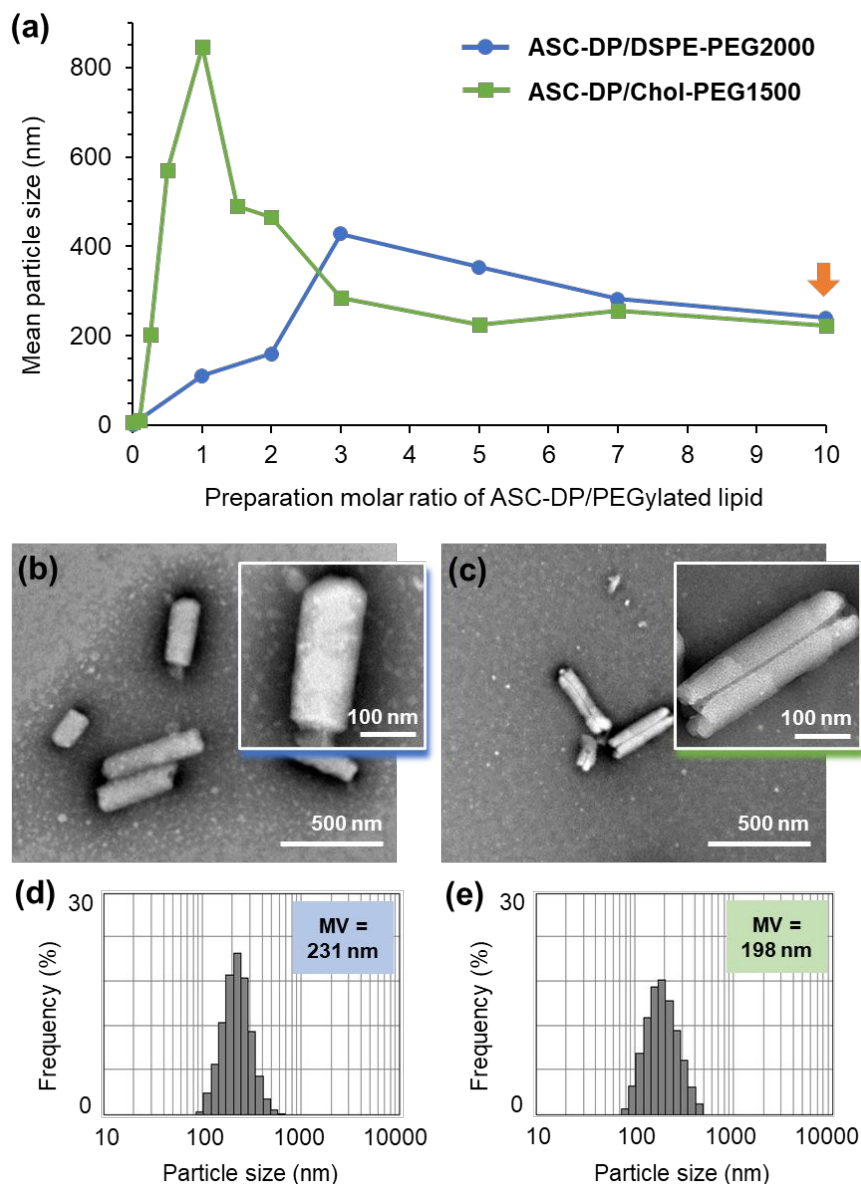 (a)
ASC-DP/DSPE-PEG2000
ASC-DP/Chol-PEG1500
Mean particle size (nm)
800
600
400
200
0
0 1 2 3 4 5 6 7 8 9 10
Preparation molar ratio of ASC-DP/PEGylated lipid
(b)
100 nm
500 nm
(c)
100 nm
500 nm
(d)
30
0
Frequency (%)
MV =
231 nm
10 100 1000 10000
Particle size (nm)
(e)
30
0
Frequency (%)
MV =
198 nm
10 100 1000 10000
Particle size (nm)